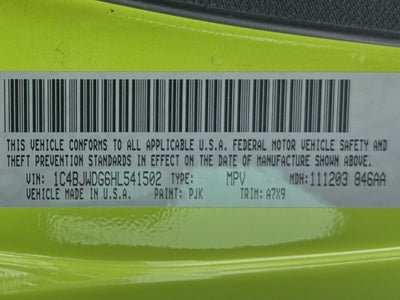 THIS VEHICLE CONFORMS TO ALL APPLICABLE U.S.A. FEDERAL MOTOR VEHICLE SAFETY AND
THEFT PREVENTION STANDARDS IN EFFECT ON THE DATE OF MANUFACTURE SHOWN ABOVE.
VIN: 1C4BJWDG6HL541502 TYPE: MPV MDH: 111203 846AA
VEHICLE MADE IN U.S.A. PAINT: PJK TRIM: A7X9